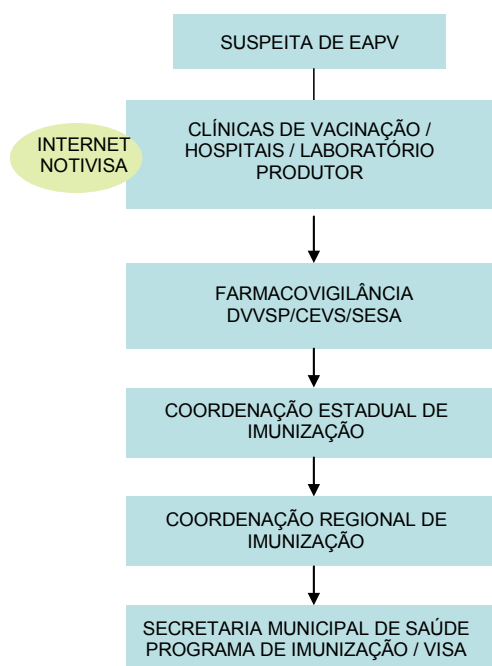 SUSPEITA DE EAPV
INTERNET
NOTIVISA
CLÍNICAS DE VACINAÇÃO /
HOSPITAIS / LABORATÓRIO
PRODUTOR
FARMACOVIGILÂNCIA
DVVSP/CEVS/SESA
COORDENAÇÃO ESTADUAL DE
IMUNIZAÇÃO
COORDENAÇÃO REGIONAL DE
IMUNIZAÇÃO
SECRETARIA MUNICIPAL DE SAÚDE
PROGRAMA DE IMUNIZAÇÃO / VISA